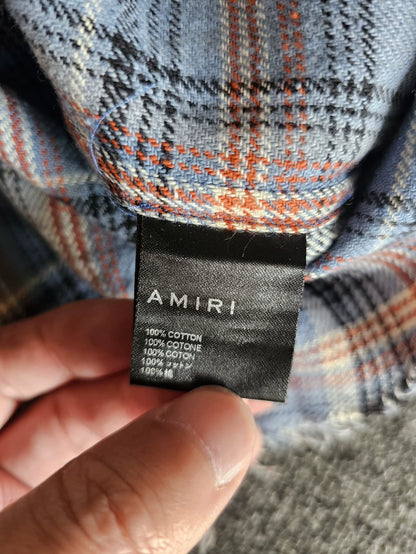 AMIRI
100% COTTON
100% COTONE
100% COTON
100% コットン
100% 棉